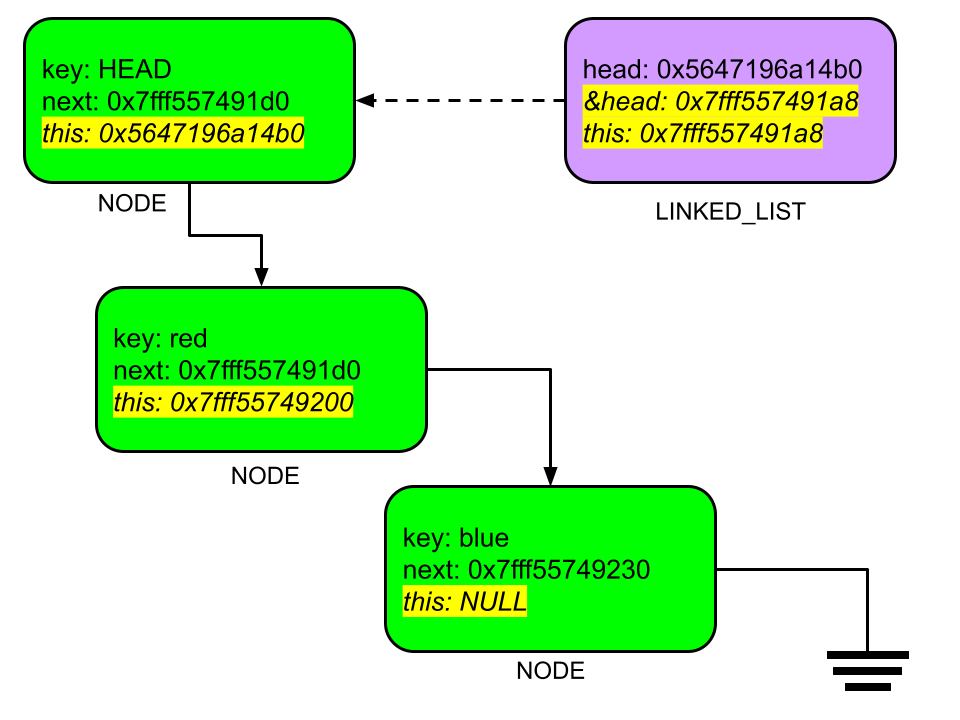 key: HEAD
next: 0x7fff557491d0
this: 0x5647196a14b0
NODE
head: 0x5647196a14b0
&head: 0x7fff557491a8
this: 0x7fff557491a8
LINKED_LIST
key: red
next: 0x7fff557491d0
this: 0x7fff55749200
NODE
key: blue
next: 0x7fff55749230
this: NULL
NODE